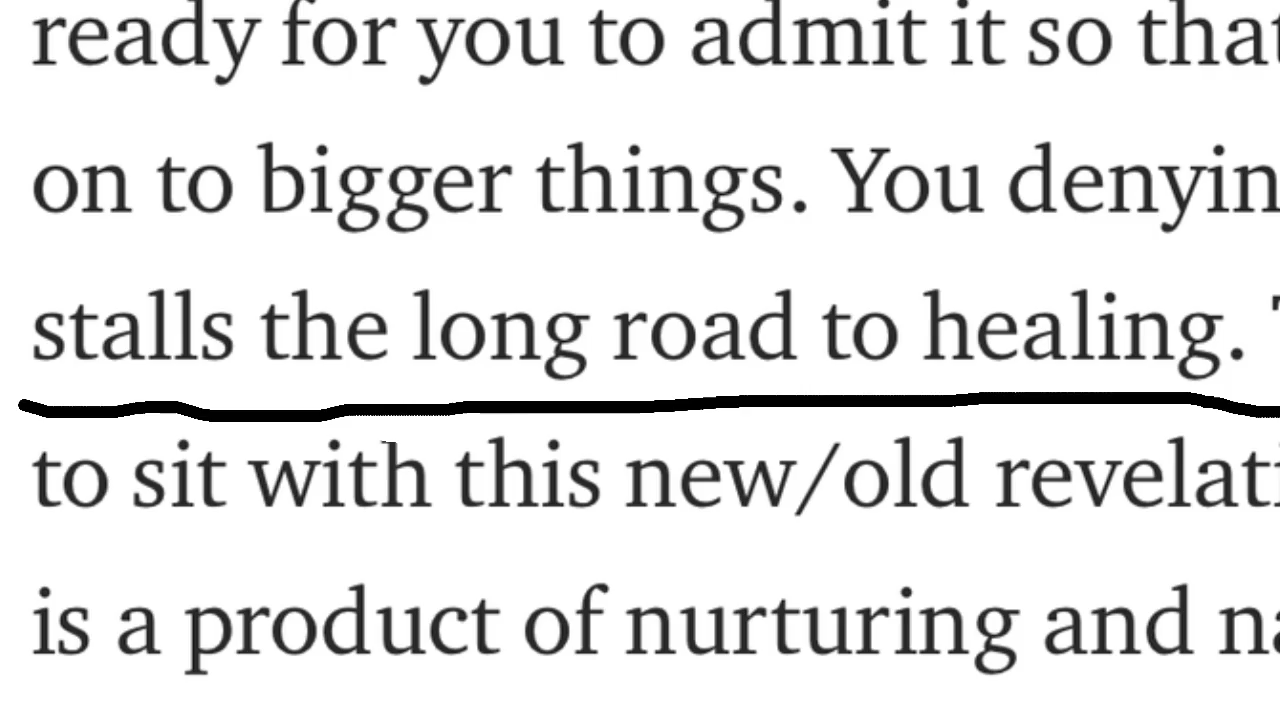 ready for you to admit it so that
on to bigger things. You denyin
stalls the long road to healing.
to sit with this new/old revelati
is a product of nurturing and na